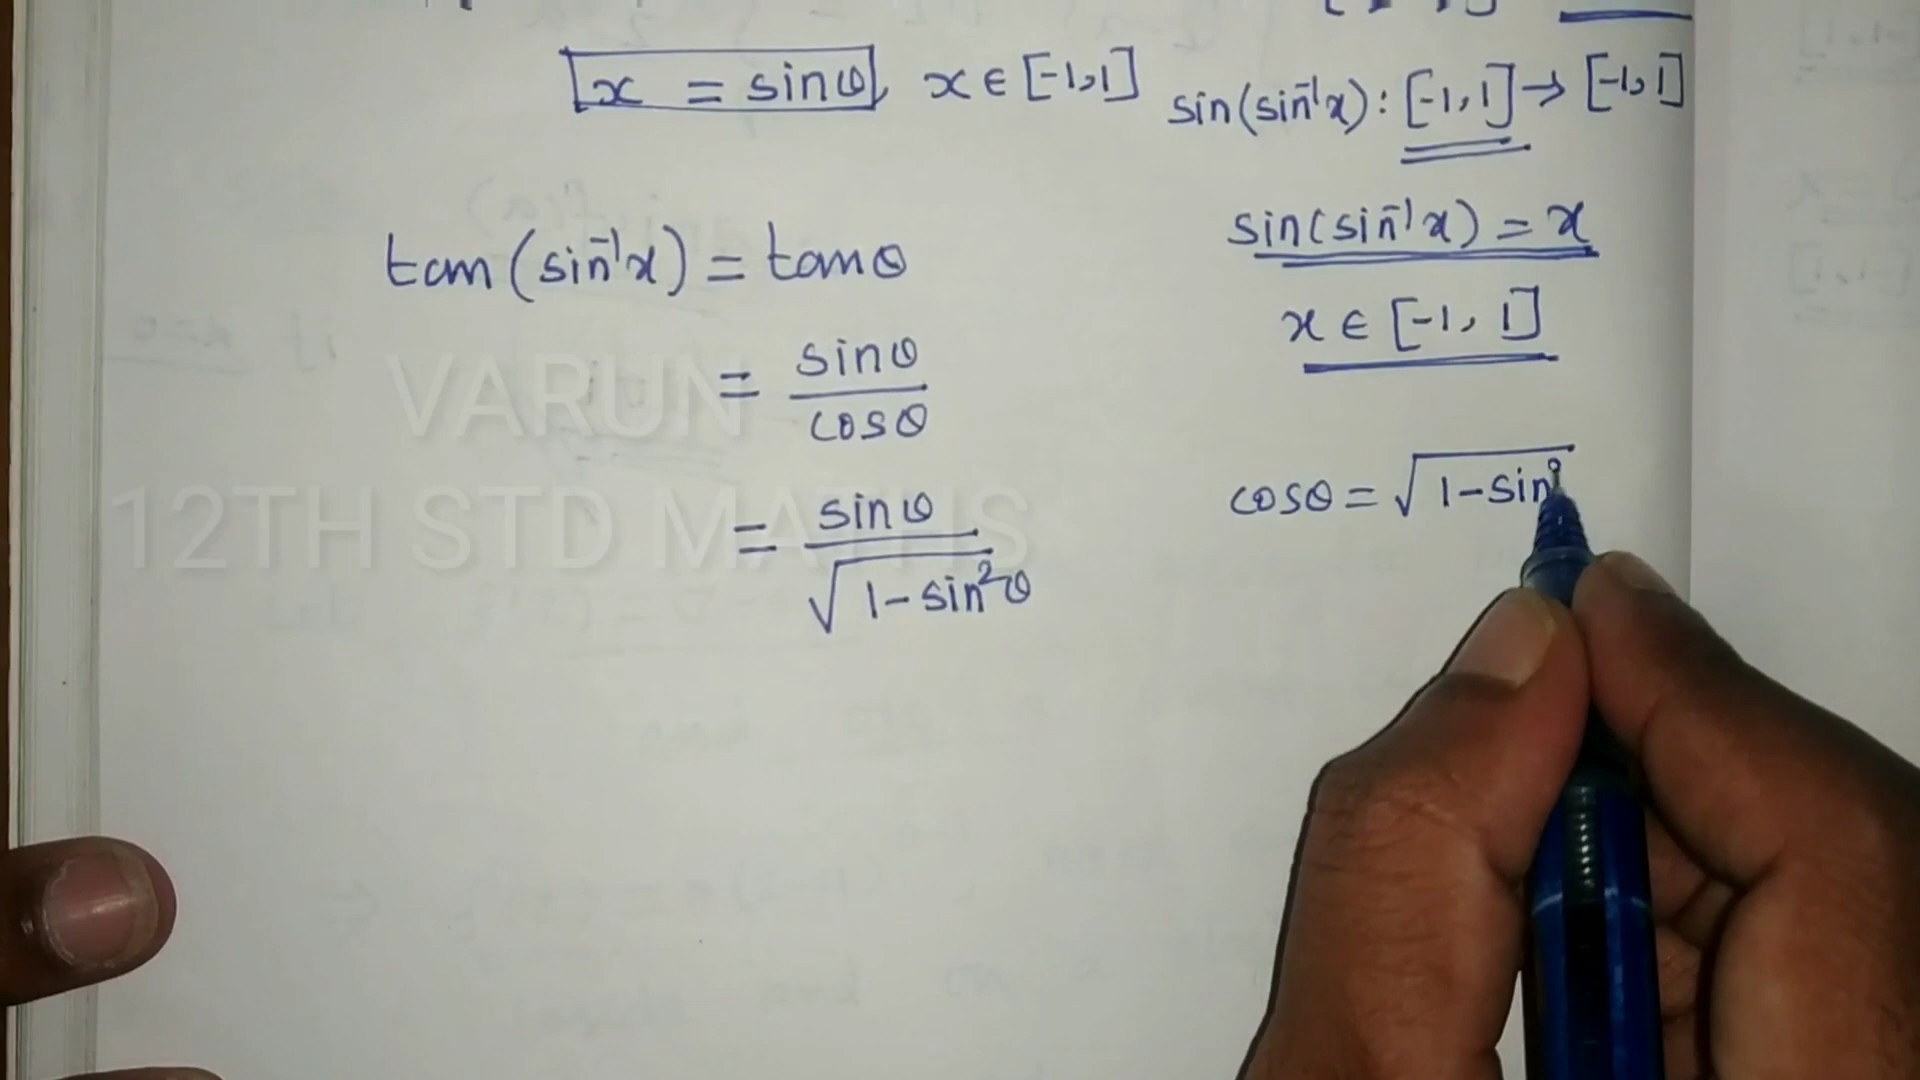 x = sinθ, x ∈ [-1,1]
sin(sin⁻¹x): [-1,1] → [-1,1]
sin(sin⁻¹x) = x
x ∈ [-1, 1]
tan(sin⁻¹x) = tanθ
= sinθ / cosθ
= sinθ / √(1-sin²θ)
cosθ = √1-sin
VARUN
12TH STD MATHS